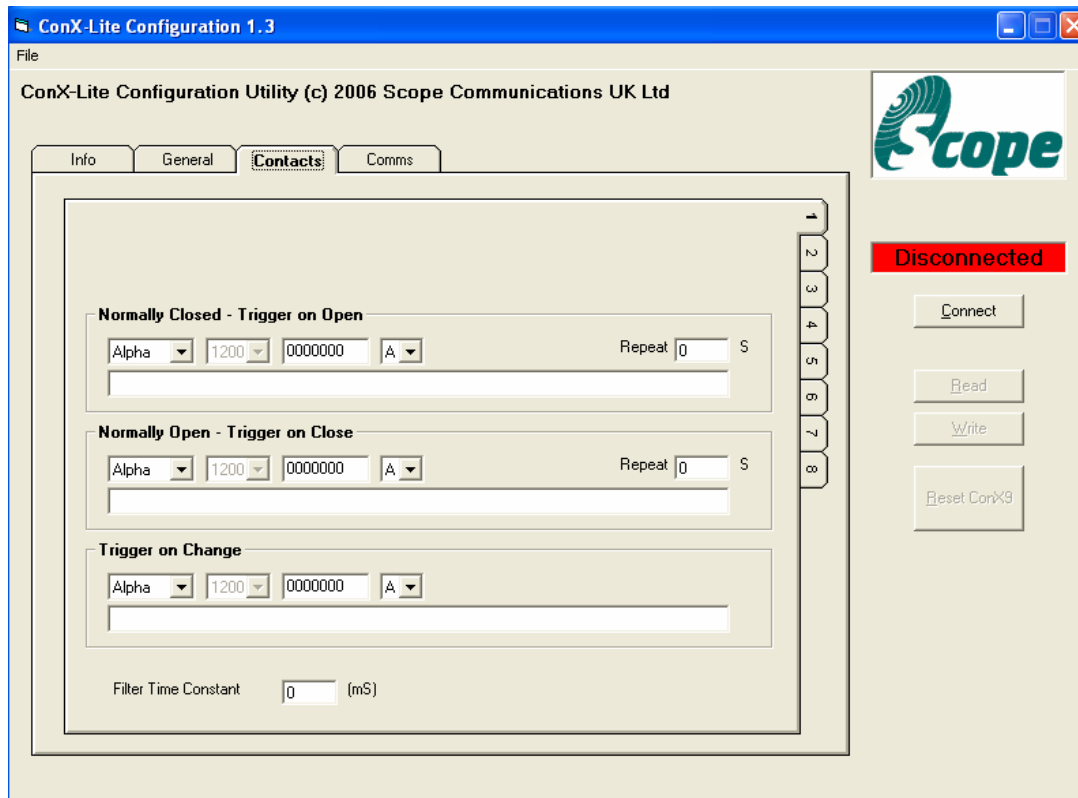 ConX-Lite Configuration 1.3
File
ConX-Lite Configuration Utility (c) 2006 Scope Communications UK Ltd
Scope
Info General Contacts Comms
1
2
3
4
5
6
7
8
Disconnected
Connect
Read
Write
Reset ConX9
Normally Closed - Trigger on Open
Alpha 1200 0000000 A Repeat 0 S
Normally Open - Trigger on Close
Alpha 1200 0000000 A Repeat 0 S
Trigger on Change
Alpha 1200 0000000 A
Filter Time Constant 0 (mS)